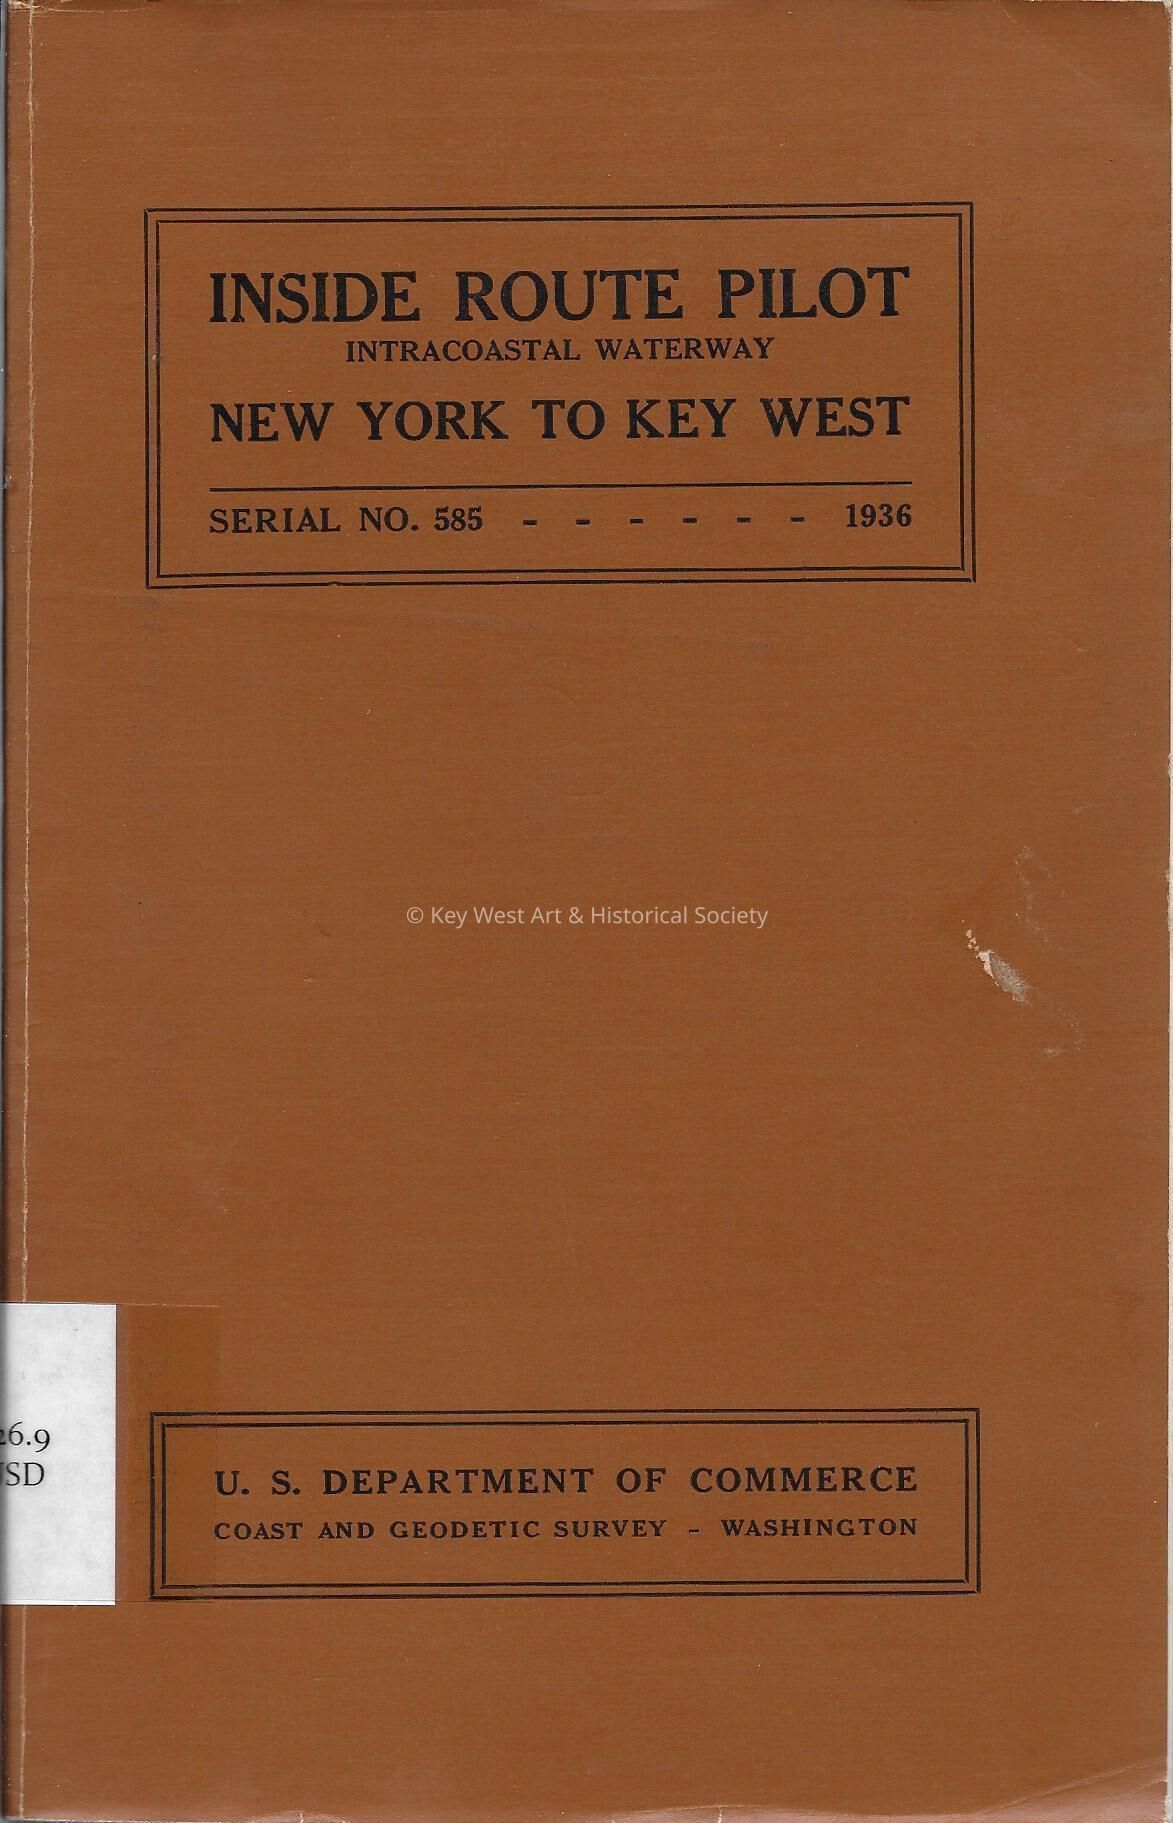 INSIDE ROUTE PILOT
INTRACOASTAL WATERWAY
NEW YORK TO KEY WEST
SERIAL NO. 585 - - - - - - 1936
© Key West Art & Historical Society
26.9
USD
U. S. DEPARTMENT OF COMMERCE
COAST AND GEODETIC SURVEY - WASHINGTON